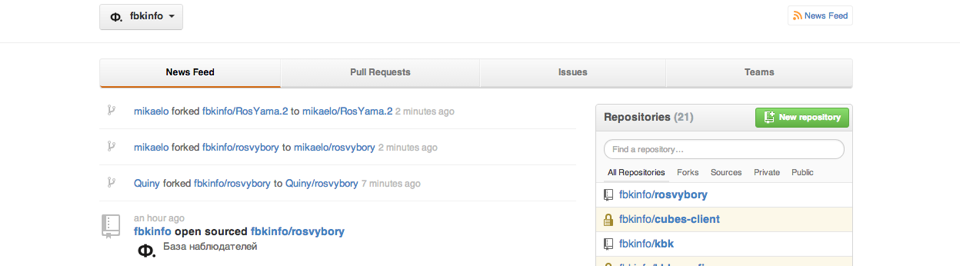 Ф. fbkinfo
News Feed
News Feed Pull Requests Issues Teams
mikaelo forked fbkinfo/RosYama.2 to mikaelo/RosYama.2 2 minutes ago
mikaelo forked fbkinfo/rosvybory to mikaelo/rosvybory 2 minutes ago
Quiny forked fbkinfo/rosvybory to Quiny/rosvybory 7 minutes ago
an hour ago
fbkinfo open sourced fbkinfo/rosvybory
Ф. База наблюдателей
Repositories (21) New repository
Find a repository…
All Repositories Forks Sources Private Public
fbkinfo/rosvybory
fbkinfo/cubes-client
fbkinfo/kbk